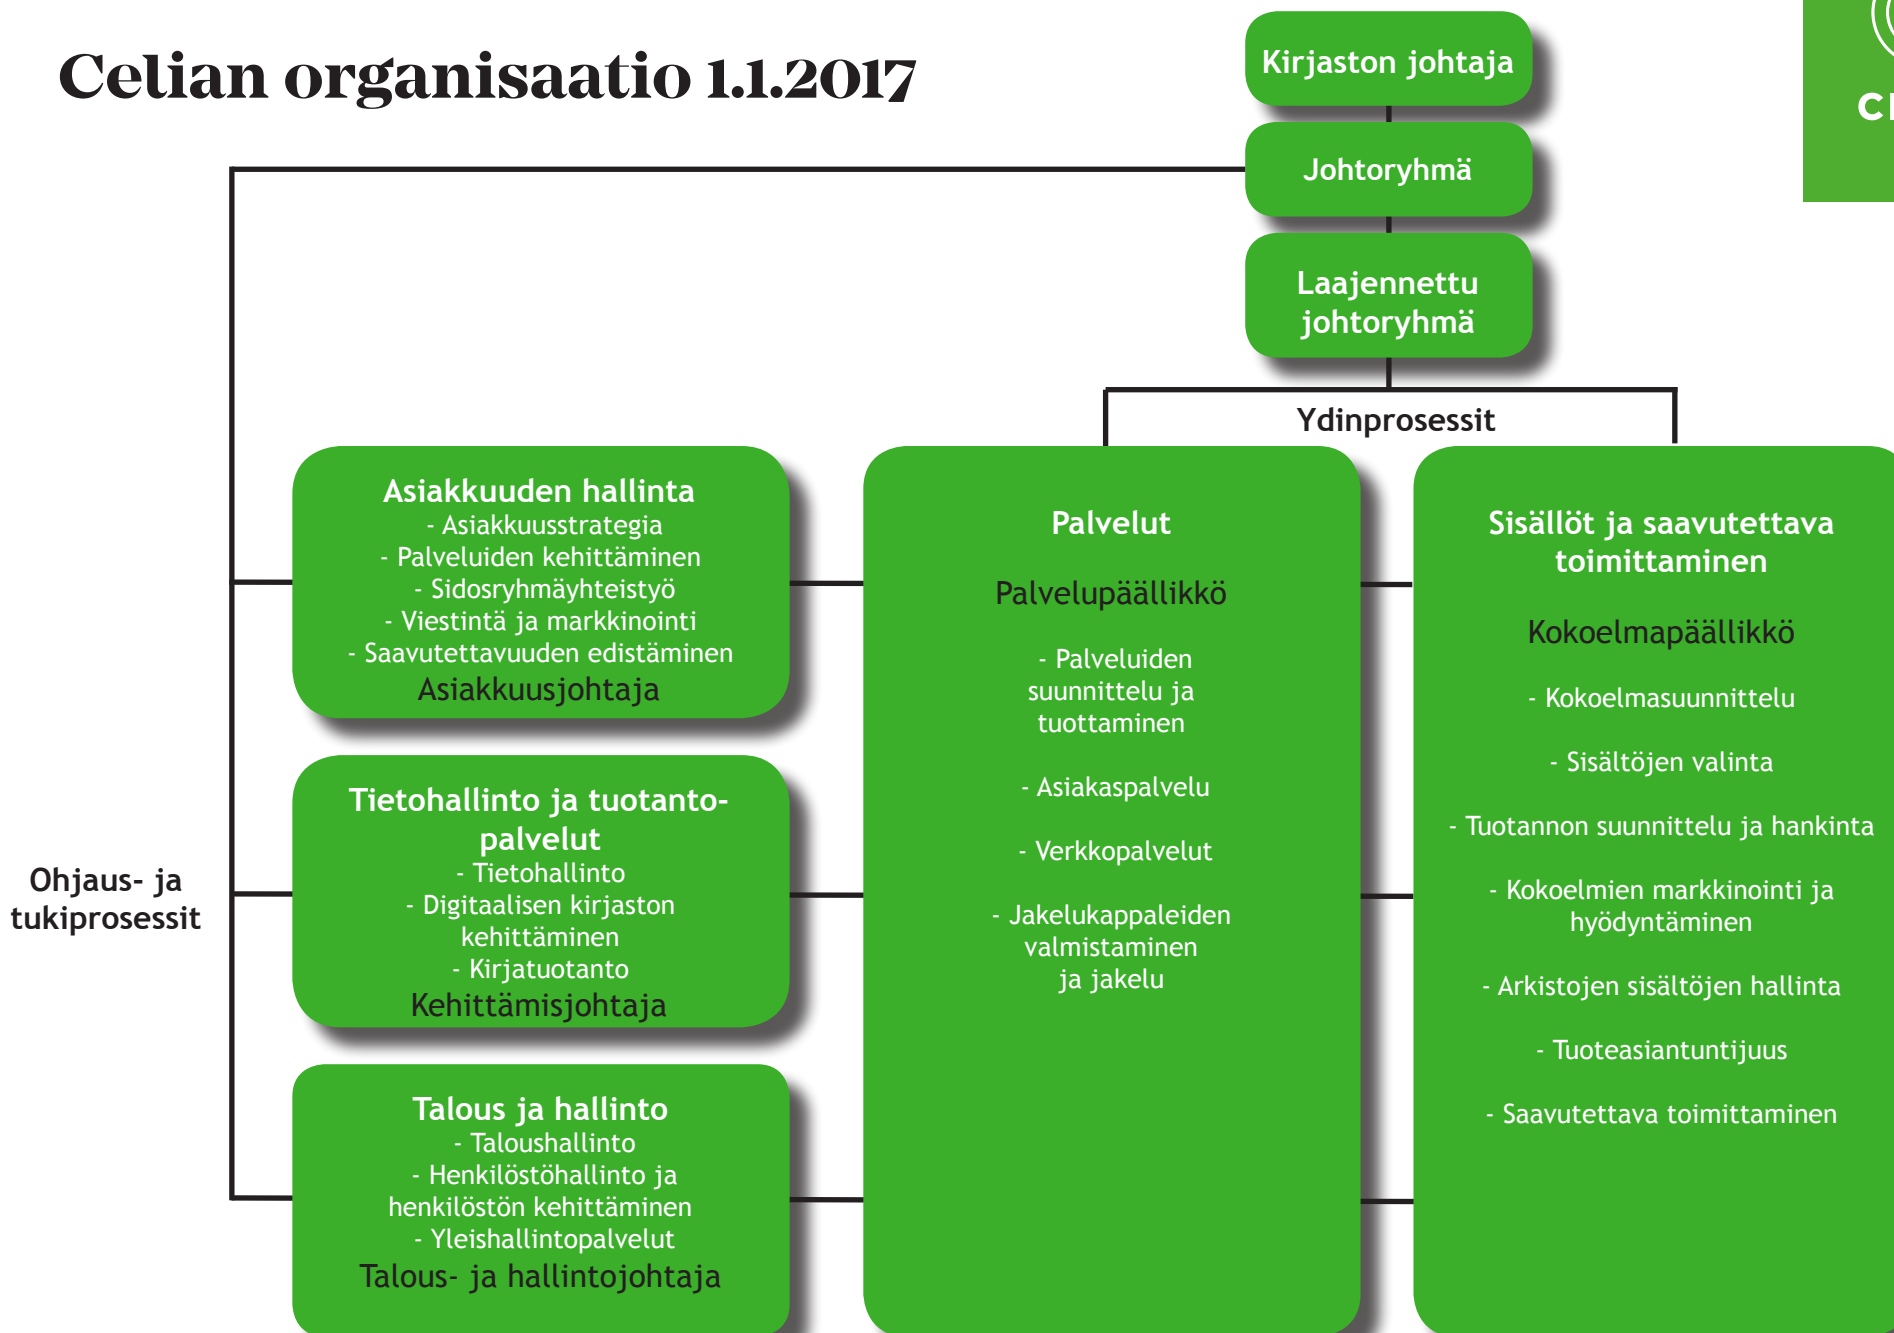 Celian organisaatio 1.1.2017
Kirjaston johtaja
Johtoryhmä
Laajennettu
johtoryhmä
Ydinprosessit
Ohjaus- ja
tukiprosessit
Asiakkuuden hallinta
- Asiakkuusstrategia
- Palveluiden kehittäminen
- Sidosryhmäyhteistyö
- Viestintä ja markkinointi
- Saavutettavuuden edistäminen
Asiakkuusjohtaja
Tietohallinto ja tuotanto-
palvelut
- Tietohallinto
- Digitaalisen kirjaston
kehittäminen
- Kirjatuotanto
Kehittämisjohtaja
Talous ja hallinto
- Taloushallinto
- Henkilöstöhallinto ja
henkilöstön kehittäminen
- Yleishallintopalvelut
Talous- ja hallintojohtaja
Palvelut
Palvelupäällikkö
- Palveluiden
suunnittelu ja
tuottaminen
- Asiakaspalvelu
- Verkkopalvelut
- Jakelukappaleiden
valmistaminen
ja jakelu
Sisällöt ja saavutettava
toimittaminen
Kokoelmapäällikkö
- Kokoelmasuunnittelu
- Sisältöjen valinta
- Tuotannon suunnittelu ja hankinta
- Kokoelmien markkinointi ja
hyödyntäminen
- Arkistojen sisältöjen hallinta
- Tuoteasiantuntijuus
- Saavutettava toimittaminen